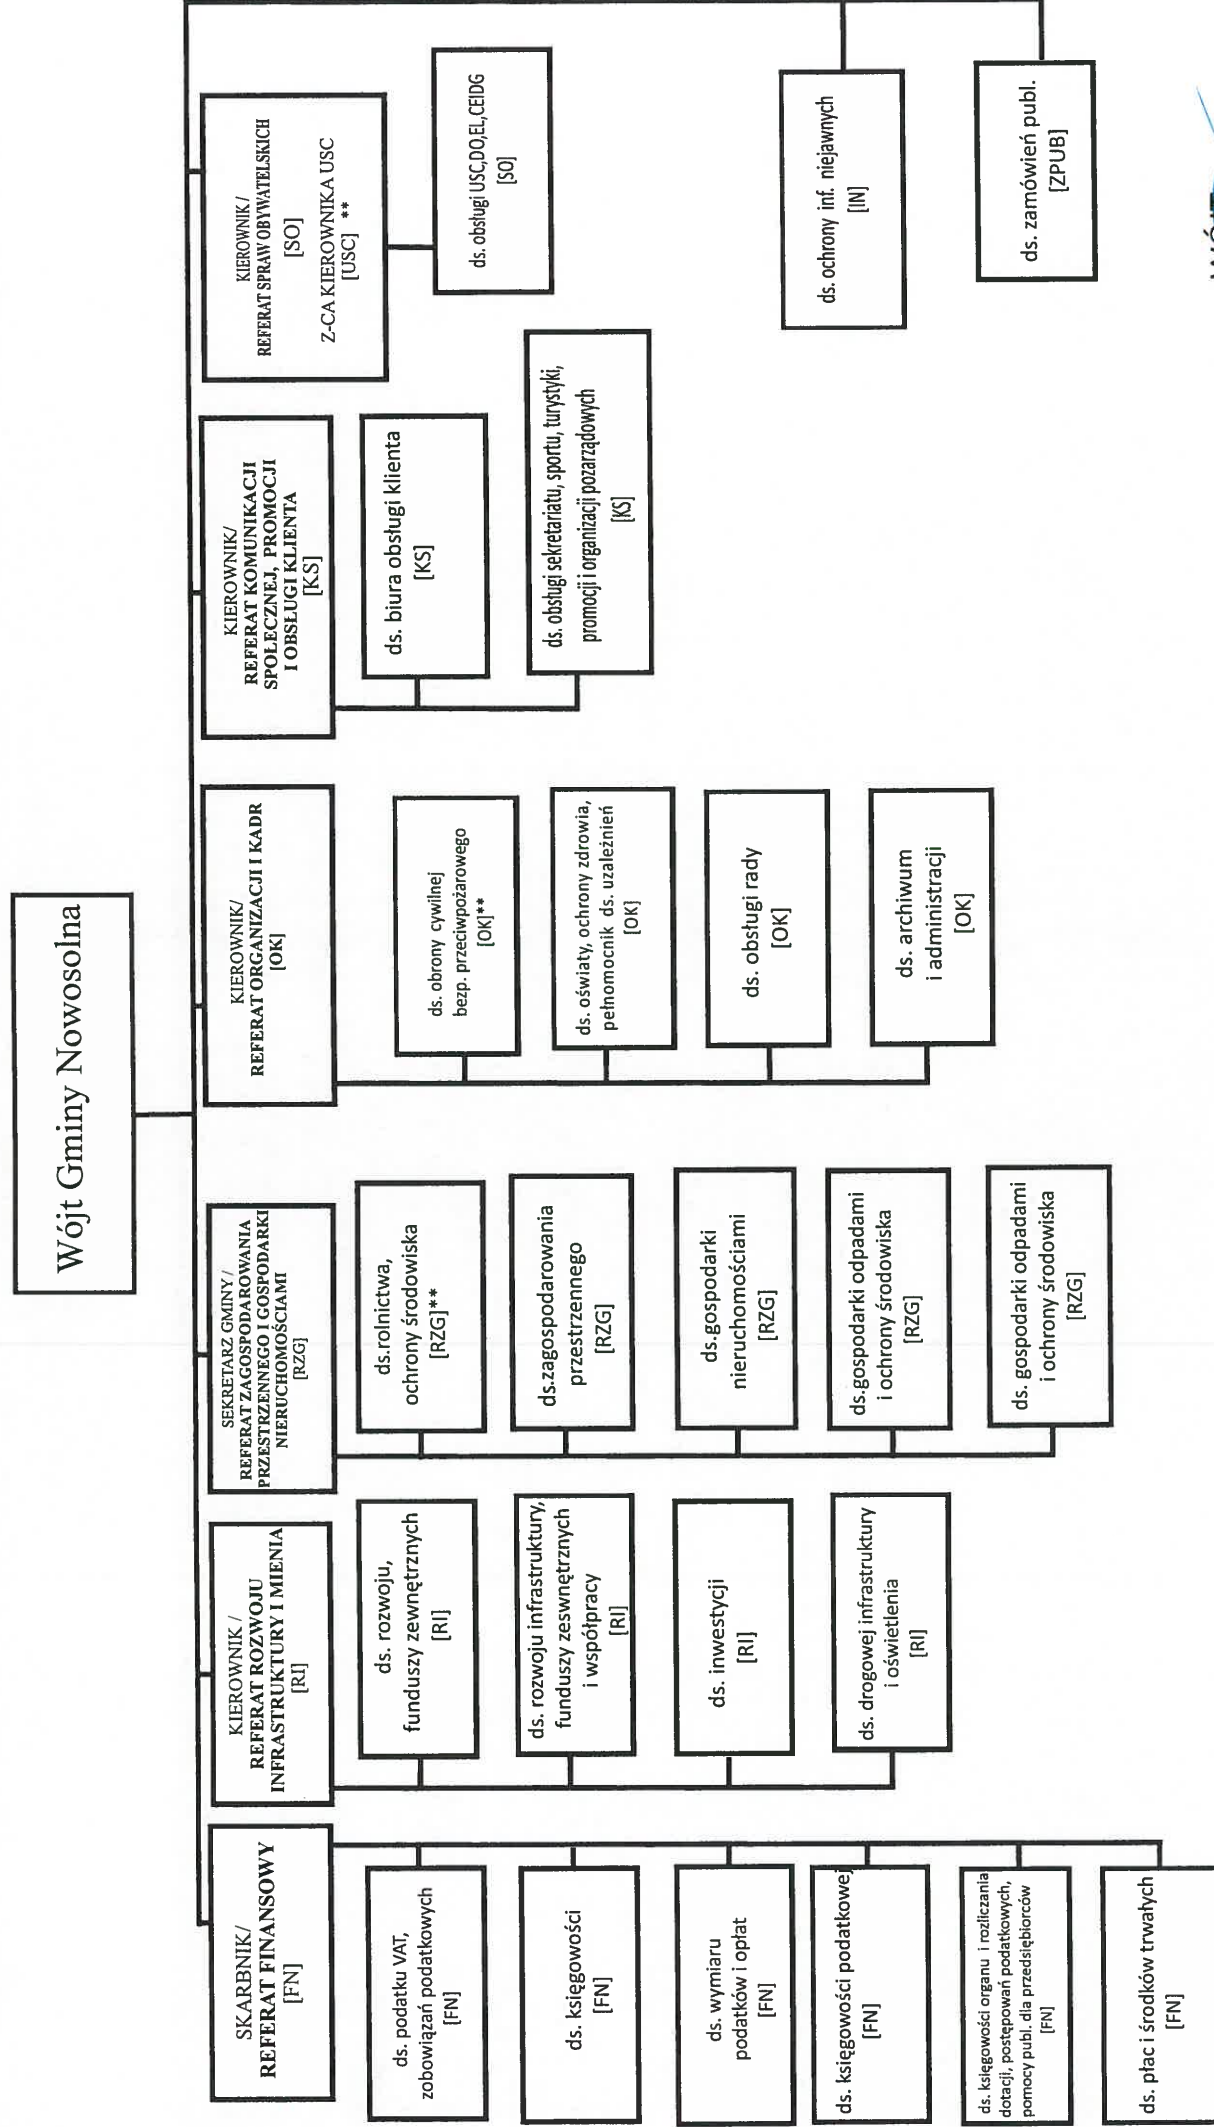 Wójt Gminy Nowosolna
SKARBNIK/
REFERAT FINANSOWY
[FN]
ds. podatku VAT,
zobowiązań podatkowych
[FN]
ds. księgowości
[FN]
ds. wymiaru
podatków i opłat
[FN]
ds. księgowości podatkowej
[FN]
ds. księgowości organu i rozliczania
dotacji, postępowań podatkowych,
pomocy publ. dla przedsiębiorców
[FN]
ds. płac i środków trwałych
[FN]
KIEROWNIK /
REFERAT ROZWOJU
INFRASTRUKTURY I MIENIA
[RI]
ds. rozwoju,
funduszy zewnętrznych
[RI]
ds. rozwoju infrastruktury,
funduszy zeswnętrznych
i współpracy
[RI]
ds. inwestycji
[RI]
ds. drogowej infrastruktury
i oświetlenia
[RI]
SEKRETARZ GMINY /
REFERAT ZAGOSPODAROWANIA
PRZESTRZENNEGO I GOSPODARKI
NIERUCHOMOŚCIAMI
[RZG]
ds.rolnictwa,
ochrony środowiska
[RZG]**
ds.zagospodarowania
przestrzennego
[RZG]
ds.gospodarki
nieruchomościami
[RZG]
ds.gospodarki odpadami
i ochrony środowiska
[RZG]
ds. gospodarki odpadami
i ochrony środowiska
[RZG]
KIEROWNIK/
REFERAT ORGANIZACJI I KADR
[OK]
ds. obrony cywilnej
bezp. przeciwpożarowego
[OK]**
ds. oświaty, ochrony zdrowia,
pełnomocnik ds. uzależnień
[OK]
ds. obsługi rady
[OK]
ds. archiwum
i administracji
[OK]
KIEROWNIK/
REFERAT KOMUNIKACJI
SPOŁECZNEJ, PROMOCJI
I OBSŁUGI KLIENTA
[KS]
ds. biura obsługi klienta
[KS]
ds. obsługi sekretariatu, sportu, turystyki,
promocji i organizacji pozarządowych
[KS]
KIEROWNIK/
REFERAT SPRAW OBYWATELSKICH
[SO]
Z-CA KIEROWNIKA USC
[USC] **
ds. obsługi USC,DO,EL,CEIDG
[SO]
ds. ochrony inf. niejawnych
[IN]
ds. zamówień publ.
[ZPUB]